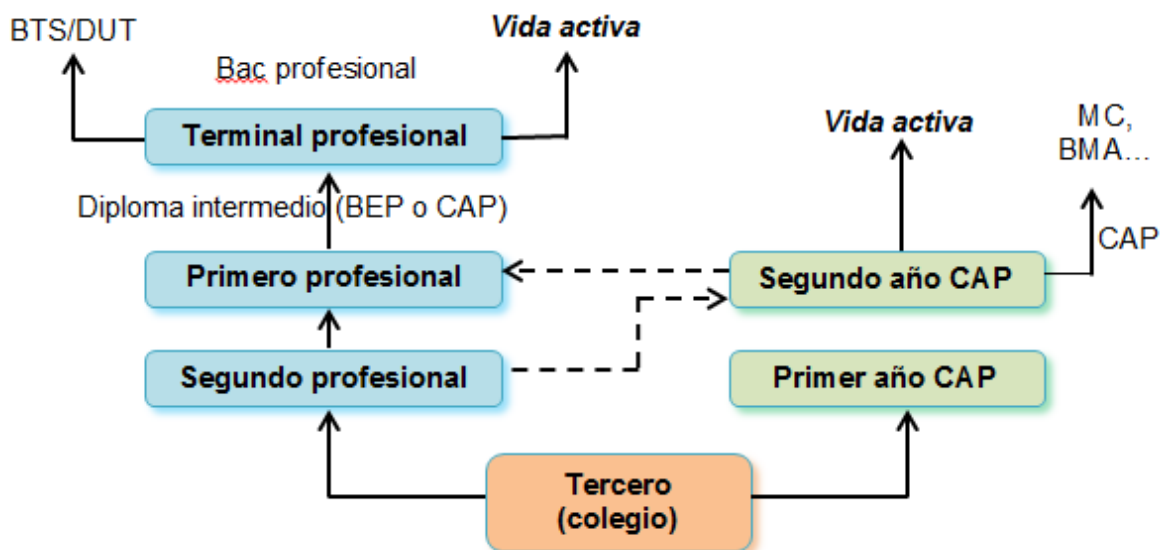 BTS/DUT
Vida activa
Bac profesional
Terminal profesional
Vida activa
MC,
BMA...
Diploma intermedio (BEP o CAP)
CAP
Primero profesional
Segundo año CAP
Segundo profesional
Primer año CAP
Tercero
(colegio)